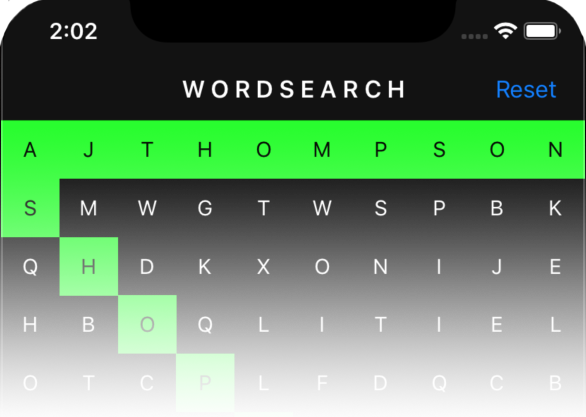 2:02
WORDSEARCH Reset
A J T H O M P S O N
S M W G T W S P B K
Q H D K X O N I J E
H B O Q L I T I E L
O T C P L F D Q C B